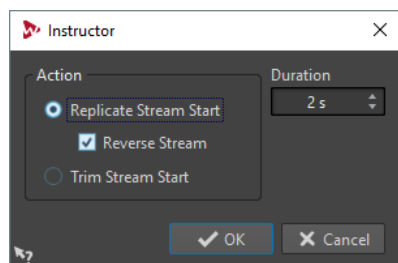 Instructor
Action
Duration
Replicate Stream Start
2 s
Reverse Stream
Trim Stream Start
OK
Cancel
?